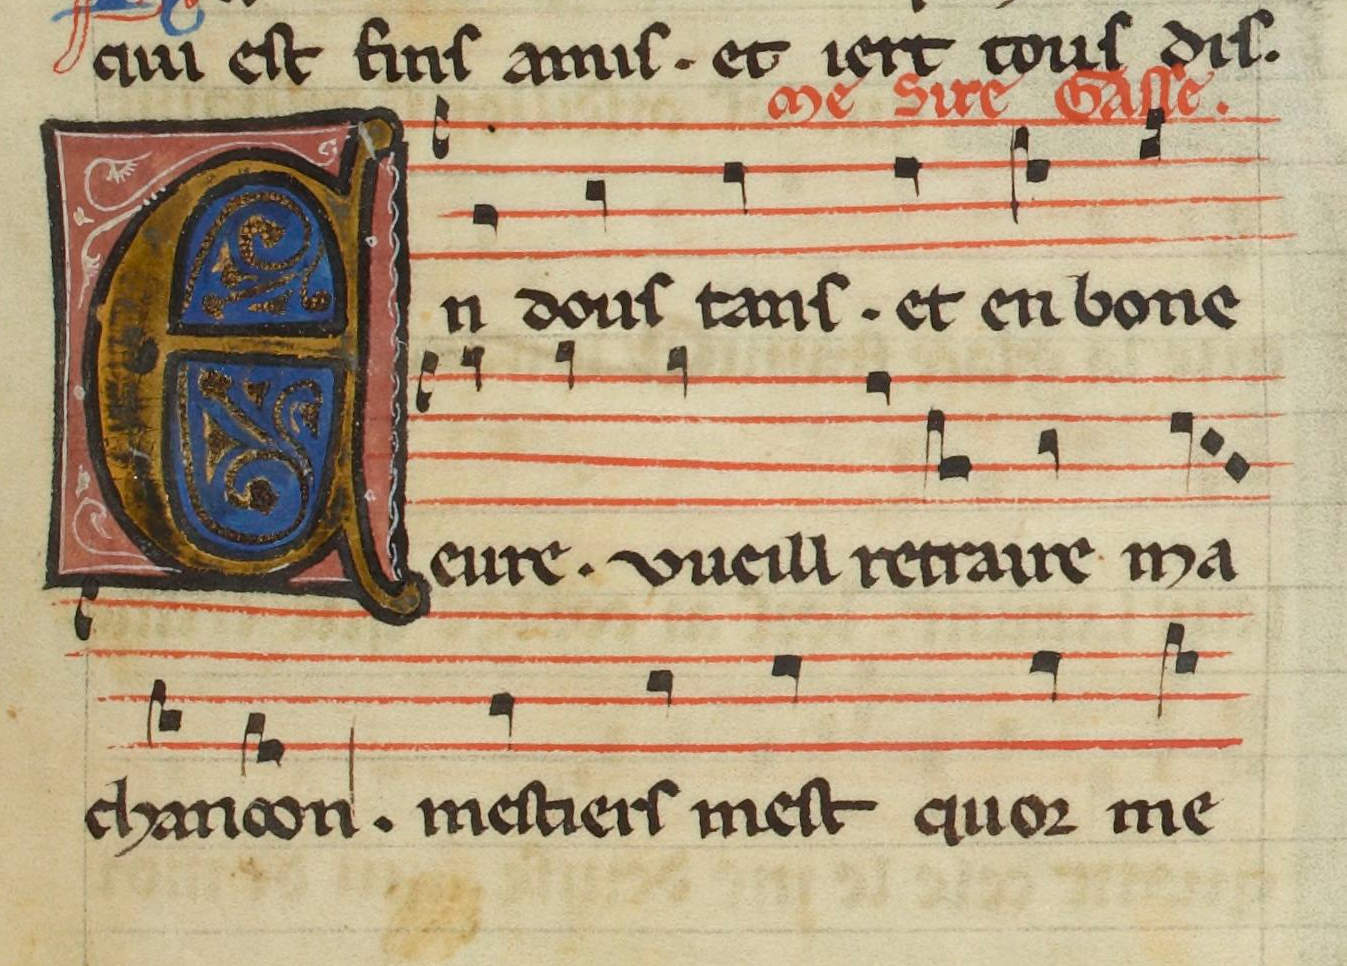 qui est fins amis. et iert tous dis.
me Sire Gasse.
En dous tans. et en bone
eure. vueill retraire ma
chancon. mestiers mest quor me